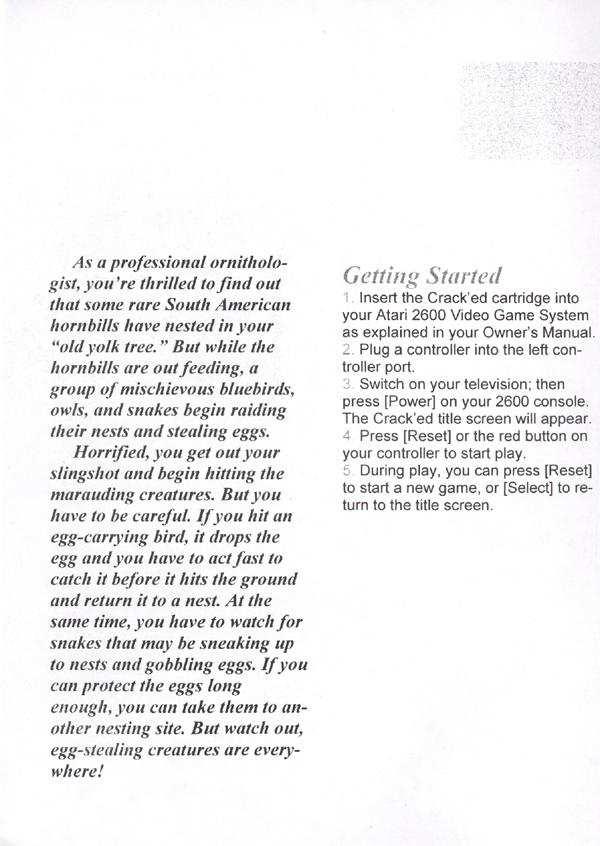 As a professional ornitholo-
gist, you're thrilled to find out
that some rare South American
hornbills have nested in your
"old yolk tree." But while the
hornbills are out feeding, a
group of mischievous bluebirds,
owls, and snakes begin raiding
their nests and stealing eggs.
Horrified, you get out your
slingshot and begin hitting the
marauding creatures. But you
have to be careful. If you hit an
egg-carrying bird, it drops the
egg and you have to act fast to
catch it before it hits the ground
and return it to a nest. At the
same time, you have to watch for
snakes that may be sneaking up
to nests and gobbling eggs. If you
can protect the eggs long
enough, you can take them to an-
other nesting site. But watch out,
egg-stealing creatures are every-
where!
Getting Started
1. Insert the Crack'ed cartridge into
your Atari 2600 Video Game System
as explained in your Owner's Manual.
2. Plug a controller into the left con-
troller port.
3. Switch on your television; then
press [Power] on your 2600 console.
The Crack'ed title screen will appear.
4 Press [Reset] or the red button on
your controller to start play.
5. During play, you can press [Reset]
to start a new game, or [Select] to re-
turn to the title screen.